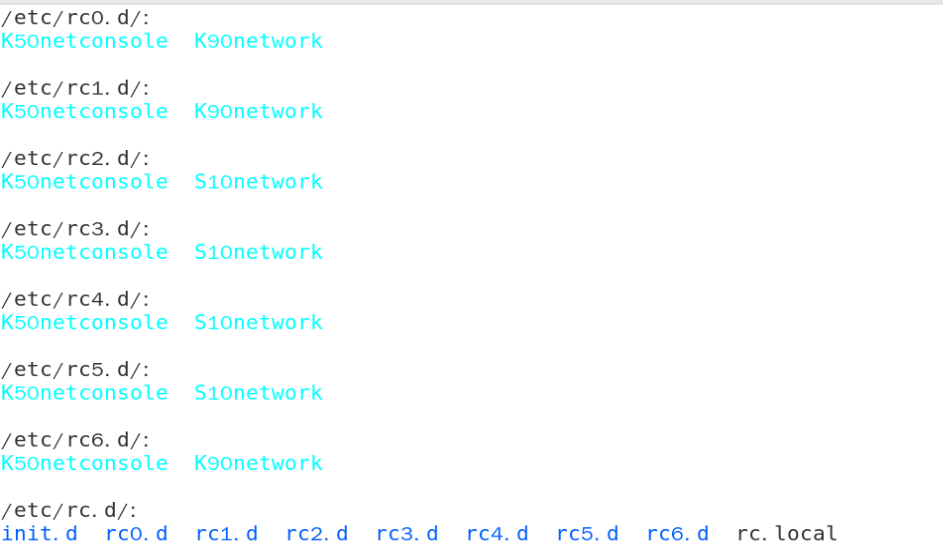 /etc/rc0.d/:
K50netconsole  K90network
/etc/rc1.d/:
K50netconsole  K90network
/etc/rc2.d/:
K50netconsole  S10network
/etc/rc3.d/:
K50netconsole  S10network
/etc/rc4.d/:
K50netconsole  S10network
/etc/rc5.d/:
K50netconsole  S10network
/etc/rc6.d/:
K50netconsole  K90network
/etc/rc.d/:
init.d  rc0.d  rc1.d  rc2.d  rc3.d  rc4.d  rc5.d  rc6.d  rc.local